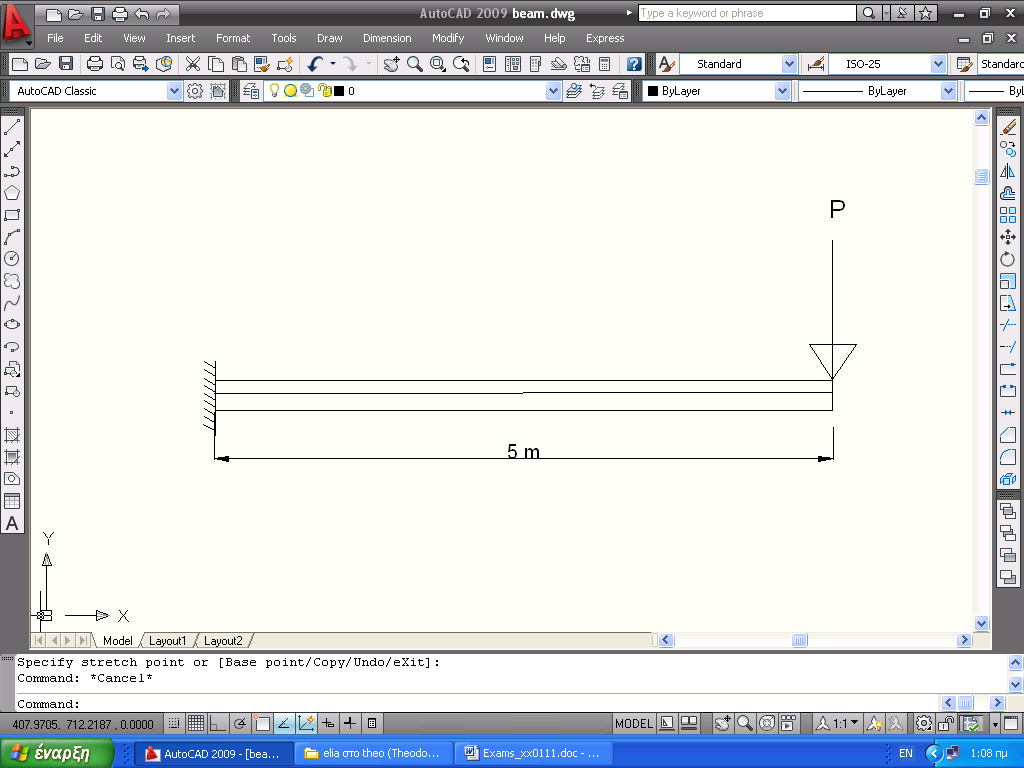 AutoCAD 2009 beam.dwg
Type a keyword or phrase
File Edit View Insert Format Tools Draw Dimension Modify Window Help Express
Standard ISO-25 Standard
AutoCAD Classic 0 ByLayer ByLayer ByL
P
5 m
Y
X
Model Layout1 Layout2
Specify stretch point or [Base point/Copy/Undo/eXit]:
Command: *Cancel*
Command:
407.9705, 712.2187 , 0.0000 MODEL 1:1
έναρξη AutoCAD 2009 - [bea... elia στο theo (Theodo... Exams_xx0111.doc - ... EN 1:08 πμ